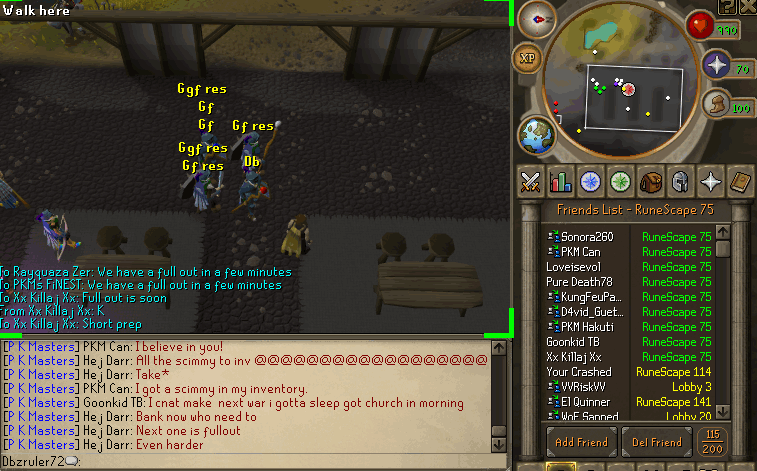 Walk here
990
XP
70
100
Ggf res
Gf
Gf
Gf res
Ggf res
Db
Gf res
To Rayquaza Zer: We have a full out in a few minutes
To PKMs FiNEST: We have a full out in a few minutes
To Xx Killaj Xx: Full out is soon
From Xx Killaj Xx: K
To Xx Killaj Xx: Short prep
[P K Masters] PKM Can: I believe in you!
[P K Masters] Hej Darr: All the scimmy to inv @@@@@@@@@@@@@@@@@@
[P K Masters] Hej Darr: Take*
[P K Masters] PKM Can: I got a scimmy in my inventory.
[P K Masters] Goonkid TB: I cnat make next war i gotta sleep got church in morning
[P K Masters] Hej Darr: Bank now who need to
[P K Masters] Hej Darr: Next one is fullout
[P K Masters] Hej Darr: Even harder
Dbzruler72:
Friends List - RuneScape 75
Sonora260 RuneScape 75
PKM Can RuneScape 75
Loveisevo1 RuneScape 75
Pure Death78 RuneScape 75
KungFeuPa... RuneScape 75
D4vid_Guet... RuneScape 75
PKM Hakuti RuneScape 75
Goonkid TB RuneScape 75
Xx Killaj Xx RuneScape 75
Your Crashed RuneScape 114
VVRiskVV Lobby 3
El Quinner RuneScape 141
WoE Sapped Lobby 20
Add Friend
Del Friend
115
200